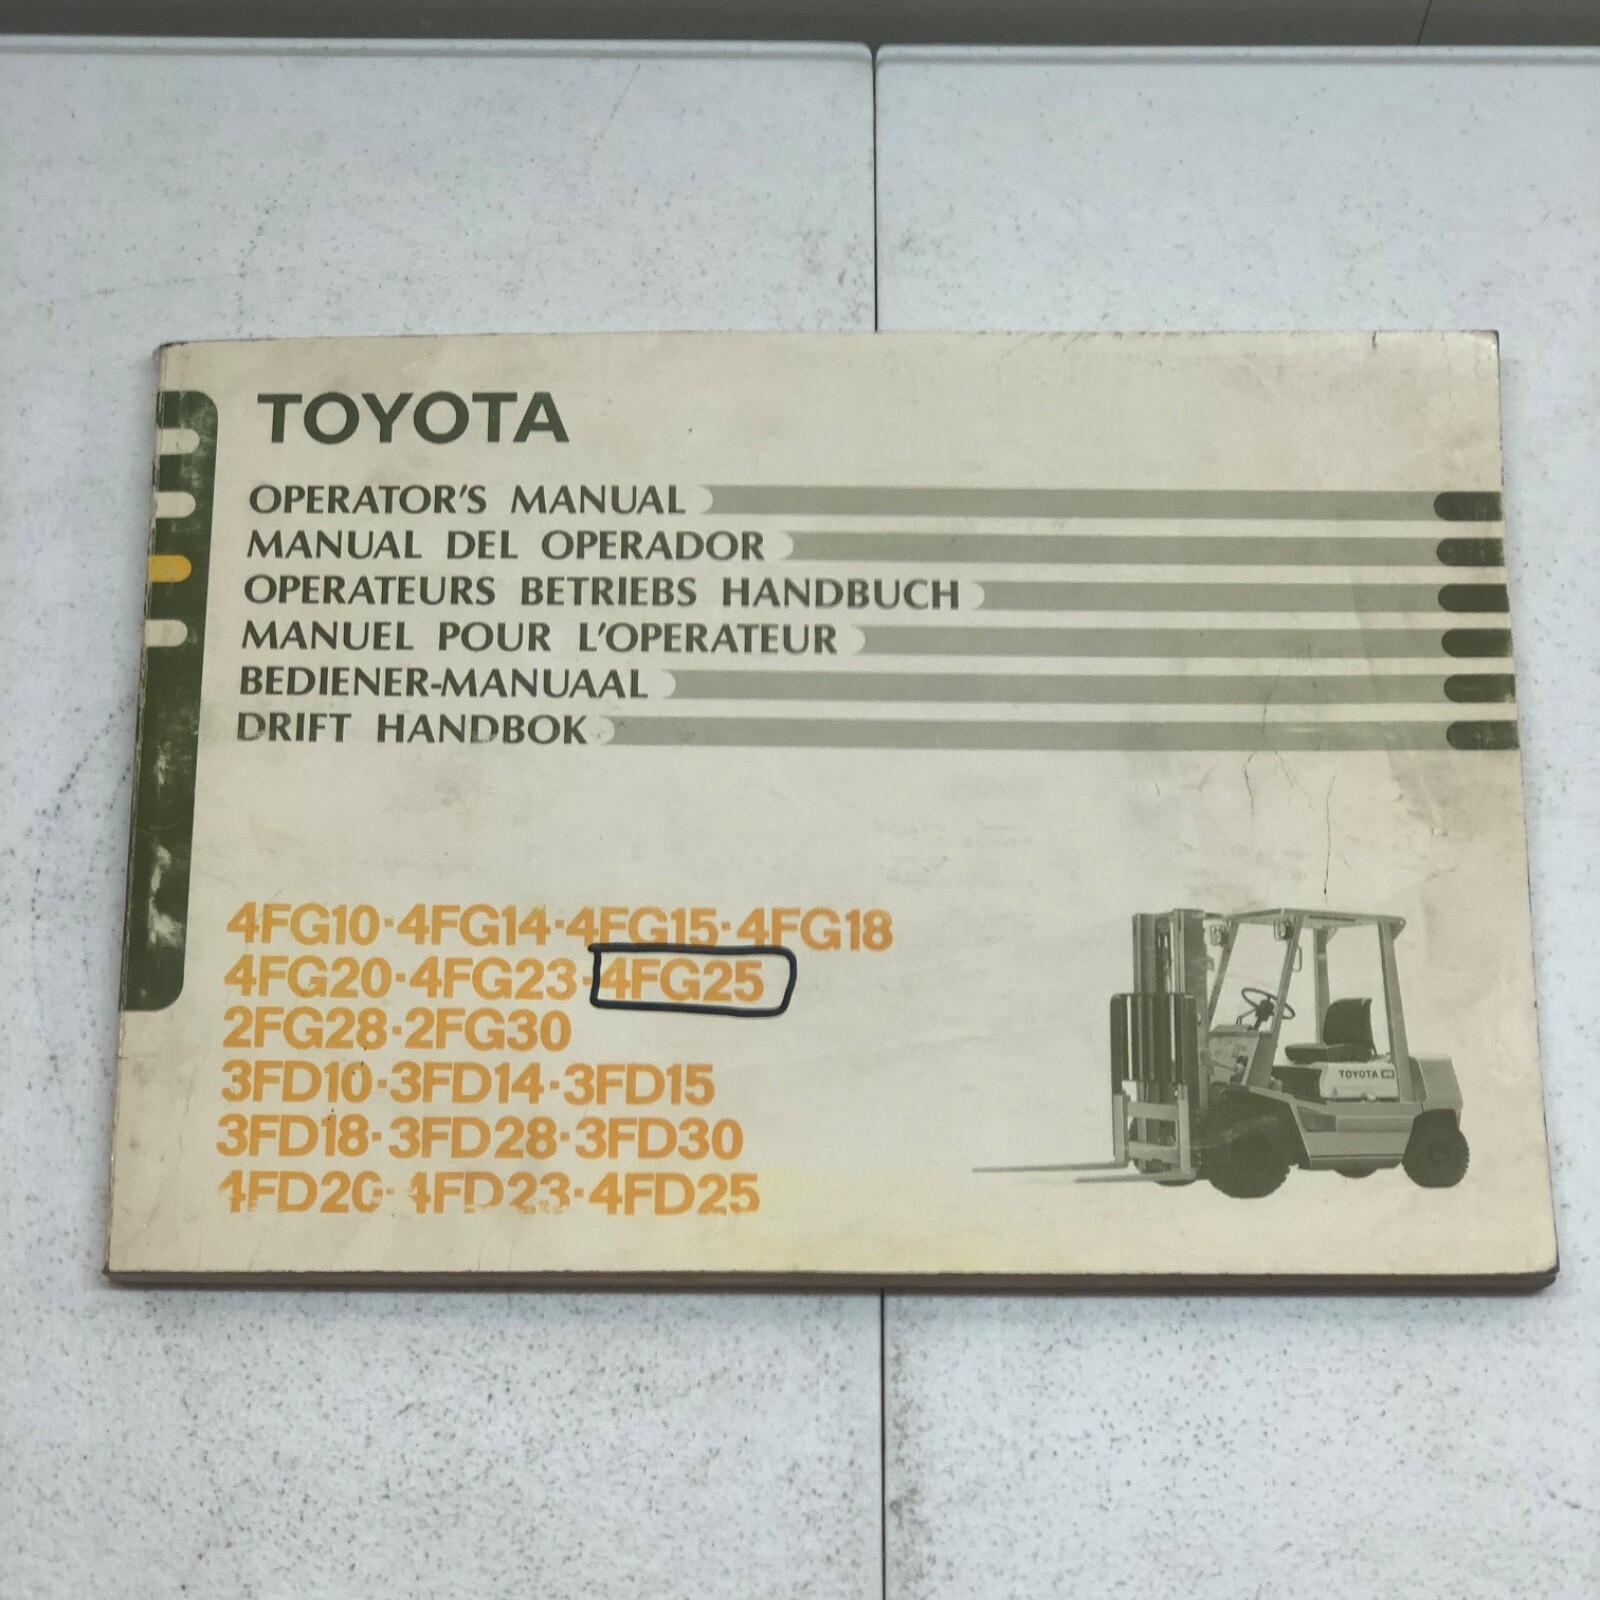 TOYOTA
OPERATOR'S MANUAL
MANUAL DEL OPERADOR
OPERATEURS BETRIEBS HANDBUCH
MANUEL POUR L'OPERATEUR
BEDIENER-MANUAAL
DRIFT HANDBOK
4FG10·4FG14·4FG15·4FG18
4FG20·4FG23·4FG25
2FG28·2FG30
3FD10·3FD14·3FD15
3FD18·3FD28·3FD30
4FD20·4FD23·4FD25
TOYOTA